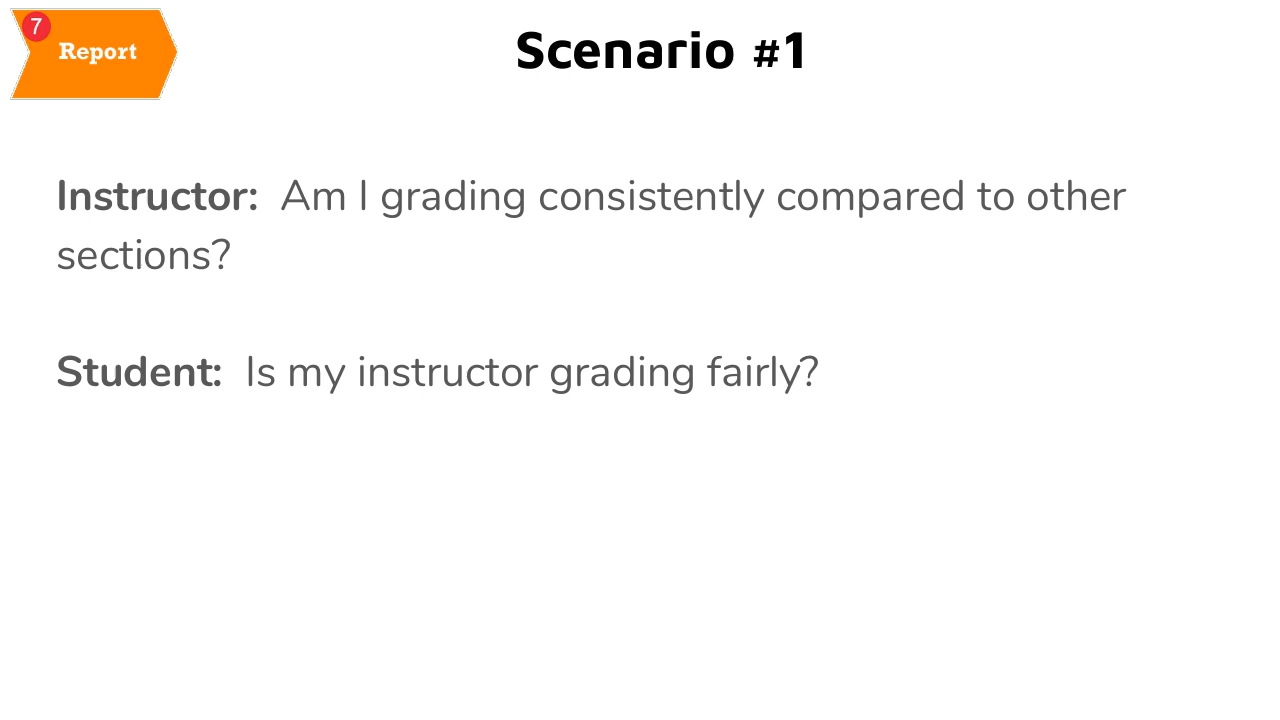 7
Report
Scenario #1
Instructor: Am I grading consistently compared to other
sections?
Student: Is my instructor grading fairly?